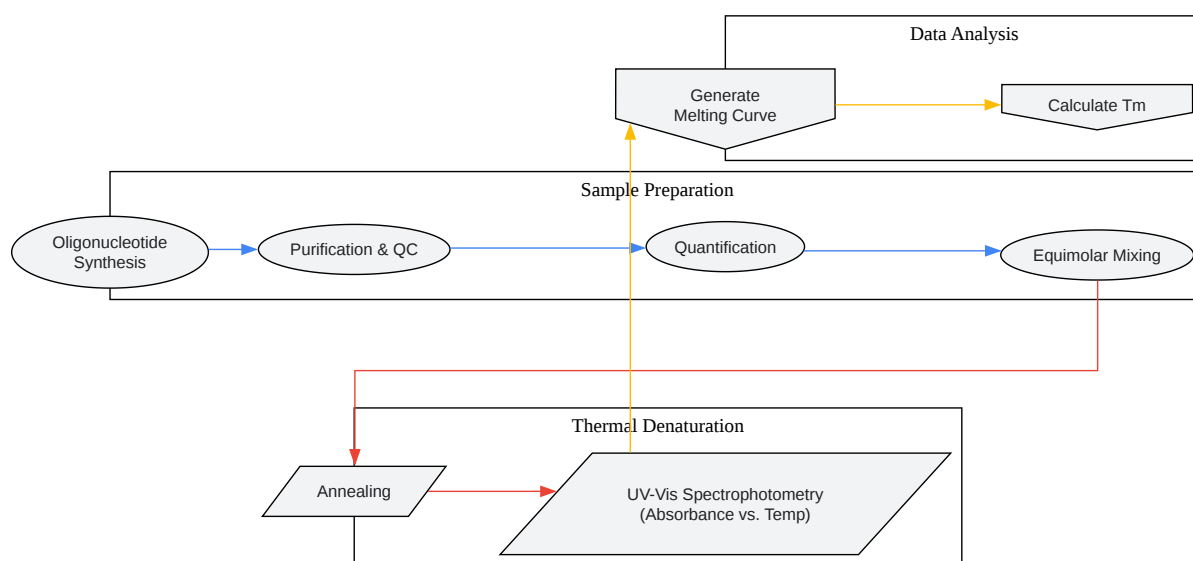 Data Analysis
Generate
Melting Curve
Calculate Tm
Sample Preparation
Oligonucleotide
Synthesis
Purification & QC
Quantification
Equimolar Mixing
Thermal Denaturation
Annealing
UV-Vis Spectrophotometry
(Absorbance vs. Temp)